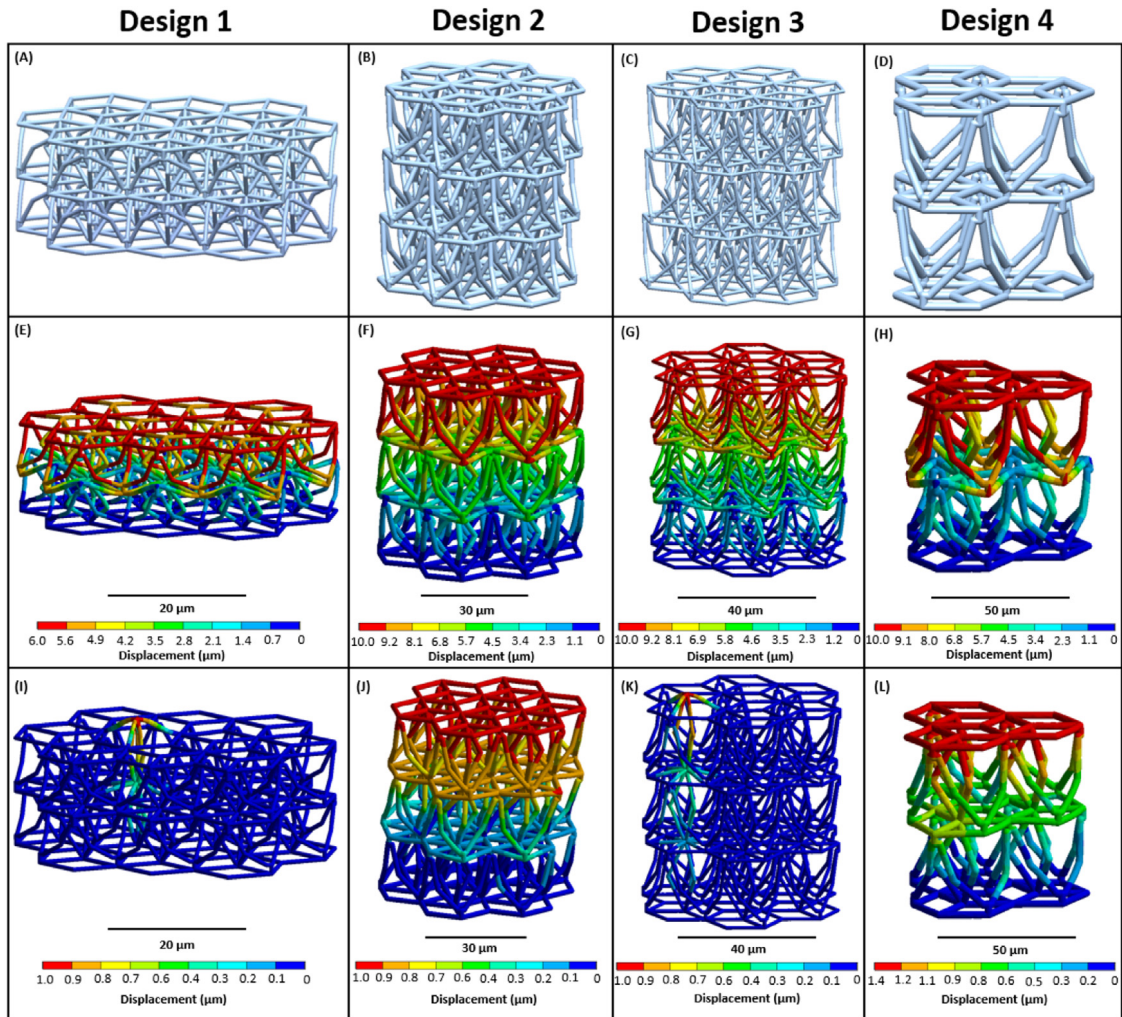 Design 1 Design 2 Design 3 Design 4
(A) (B) (C) (D)
(E) (F) (G) (H)
20 µm 30 µm 40 µm 50 µm
6.0 5.6 4.9 4.2 3.5 2.8 2.1 1.4 0.7 0
Displacement (µm)
10.0 9.2 8.1 6.8 5.7 4.5 3.4 2.3 1.1 0
Displacement (µm)
10.0 9.2 8.1 6.8 5.7 4.5 3.4 2.3 1.2 0
Displacement (µm)
10.0 9.1 8.0 6.8 5.7 4.5 3.4 2.3 1.1 0
Displacement (µm)
(I) (J) (K) (L)
20 µm 30 µm 40 µm 50 µm
1.0 0.9 0.8 0.7 0.6 0.4 0.3 0.2 0.1 0
Displacement (µm)
1.0 0.9 0.8 0.7 0.6 0.4 0.3 0.2 0.1 0
Displacement (µm)
1.0 0.9 0.8 0.7 0.6 0.4 0.3 0.2 0.1 0
Displacement (µm)
1.4 1.2 1.1 0.9 0.8 0.6 0.5 0.3 0.2 0
Displacement (µm)